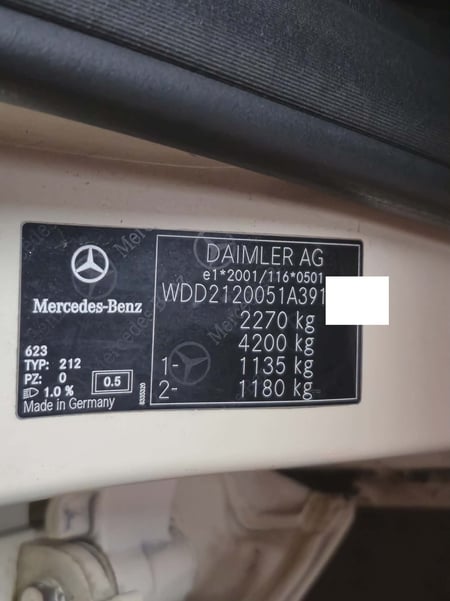 Mercedes-Benz
623
TYP: 212
PZ: 0
1.0 %
0.5
Made in Germany
DAIMLER AG
e1*2001/116*0501
WDD2120051A391
2270 kg
4200 kg
1- 1135 kg
2- 1180 kg